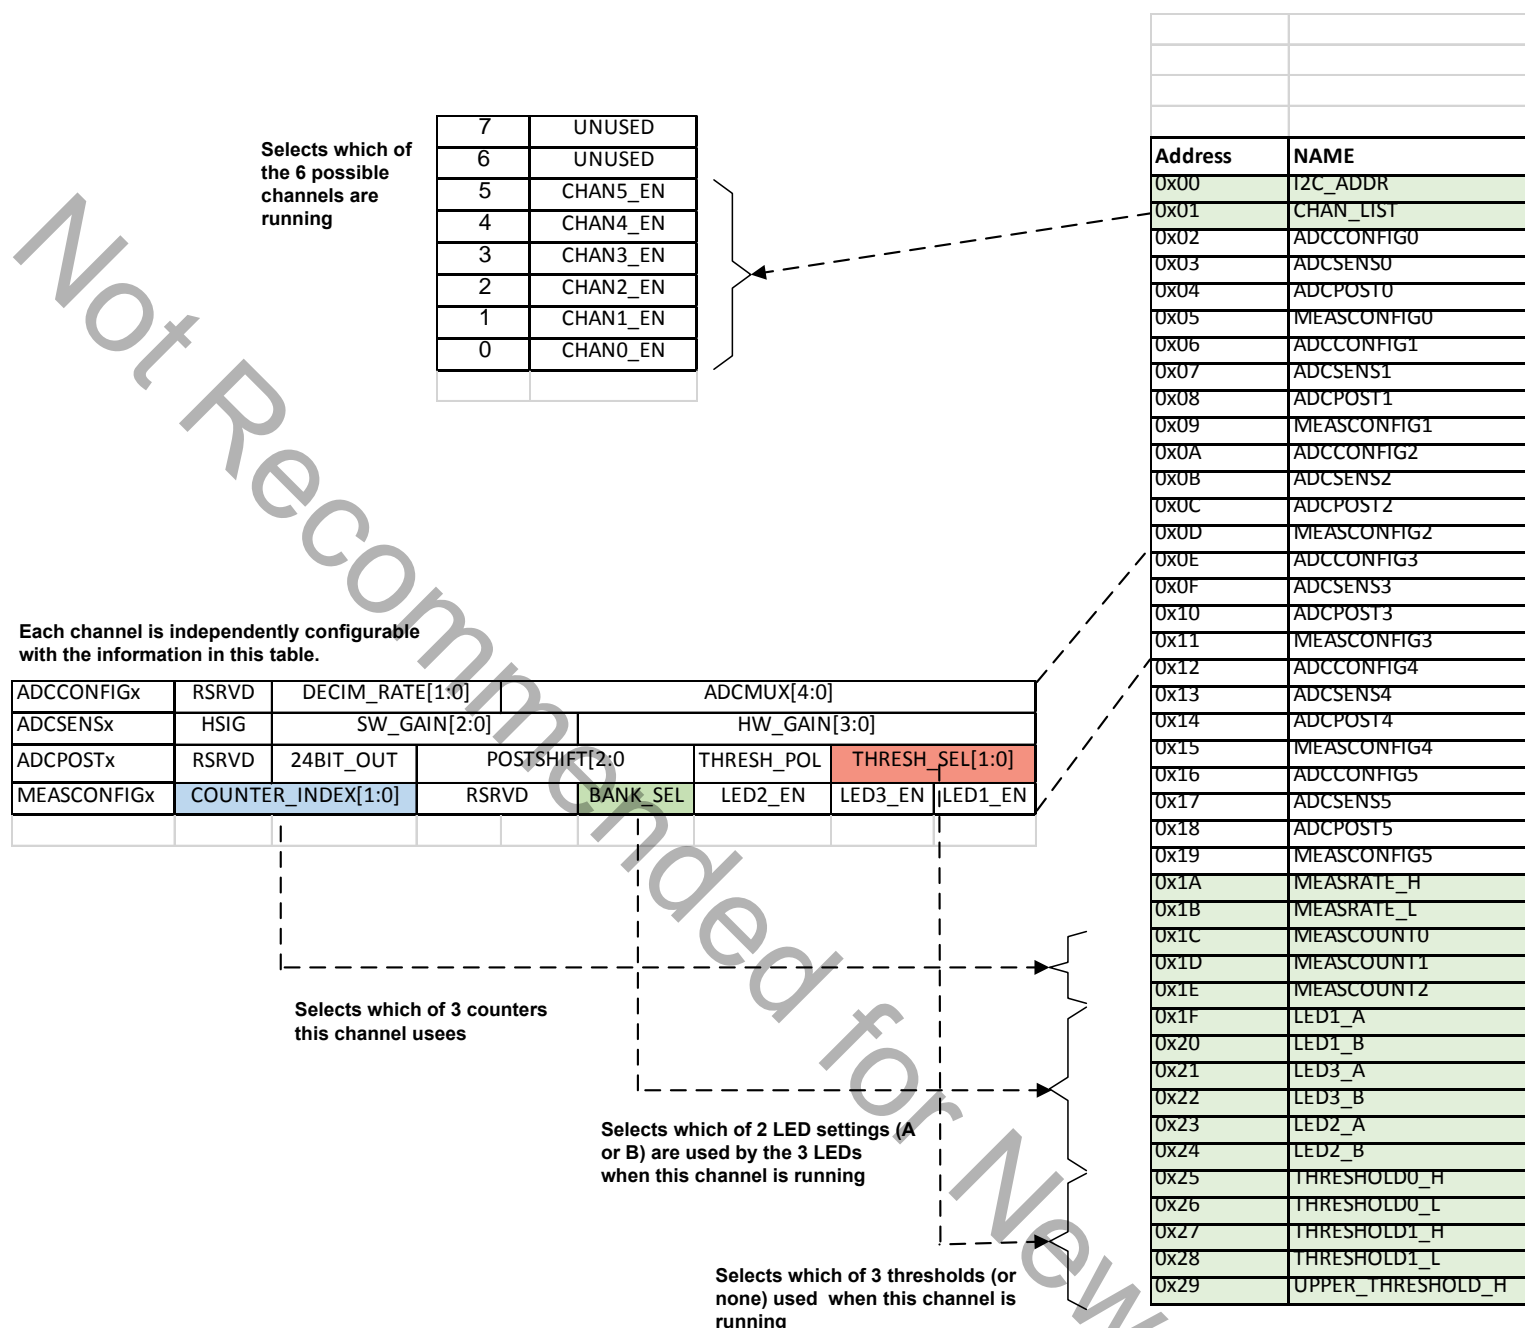 Selects which of
the 6 possible
channels are
running
7 UNUSED
6 UNUSED
5 CHAN5_EN
4 CHAN4_EN
3 CHAN3_EN
2 CHAN2_EN
1 CHAN1_EN
0 CHAN0_EN
Address NAME
0x00 I2C_ADDR
0x01 CHAN_LIST
0x02 ADCCONFIG0
0x03 ADCSENS0
0x04 ADCPOST0
0x05 MEASCONFIG0
0x06 ADCCONFIG1
0x07 ADCSENS1
0x08 ADCPOST1
0x09 MEASCONFIG1
0x0A ADCCONFIG2
0x0B ADCSENS2
0x0C ADCPOST2
0x0D MEASCONFIG2
0x0E ADCCONFIG3
0x0F ADCSENS3
0x10 ADCPOST3
0x11 MEASCONFIG3
0x12 ADCCONFIG4
0x13 ADCSENS4
0x14 ADCPOST4
0x15 MEASCONFIG4
0x16 ADCCONFIG5
0x17 ADCSENS5
0x18 ADCPOST5
0x19 MEASCONFIG5
0x1A MEASRATE_H
0x1B MEASRATE_L
0x1C MEASCOUNT0
0x1D MEASCOUNT1
0x1E MEASCOUNT2
0x1F LED1_A
0x20 LED1_B
0x21 LED3_A
0x22 LED3_B
0x23 LED2_A
0x24 LED2_B
0x25 THRESHOLD0_H
0x26 THRESHOLD0_L
0x27 THRESHOLD1_H
0x28 THRESHOLD1_L
0x29 UPPER_THRESHOLD_H
Each channel is independently configurable
with the information in this table.
ADCCONFIGx RSRVD DECIM_RATE[1:0] ADCMUX[4:0]
ADCSENSx HSIG SW_GAIN[2:0] HW_GAIN[3:0]
ADCPOSTx RSRVD 24BIT_OUT POSTSHIFT[2:0 THRESH_POL THRESH_SEL[1:0]
MEASCONFIGx COUNTER_INDEX[1:0] RSRVD BANK_SEL LED2_EN LED3_EN LED1_EN
Selects which of 3 counters
this channel usees
Selects which of 2 LED settings (A
or B) are used by the 3 LEDs
when this channel is running
Selects which of 3 thresholds (or
none) used when this channel is
running
Not Recommended for New